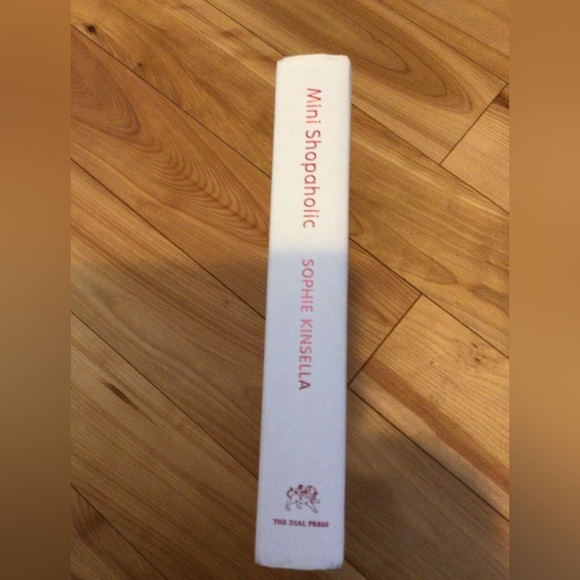 Mini Shopaholic
SOPHIE KINSELLA
THE DIAL PRESS